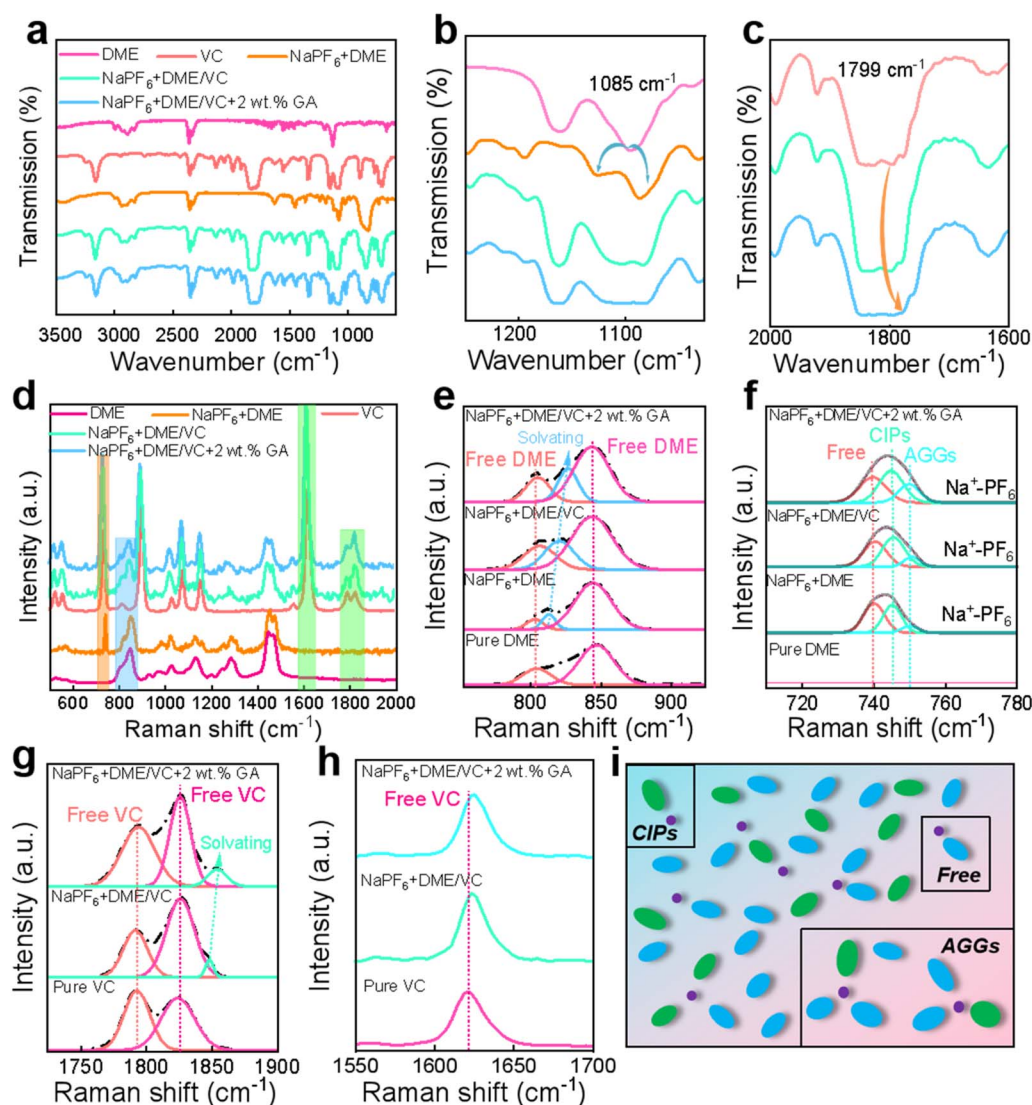 a
DME VC NaPF6+DME
NaPF6+DME/VC
NaPF6+DME/VC+2 wt.% GA
Transmission (%)
3500 3000 2500 2000 1500 1000
Wavenumber (cm-1)
b
1085 cm-1
Transmission (%)
1200 1100
Wavenumber (cm-1)
c
1799 cm-1
Transmission (%)
2000 1800 1600
Wavenumber (cm-1)
d
DME NaPF6+DME VC
NaPF6+DME/VC
NaPF6+DME/VC+2 wt.% GA
Intensity (a.u.)
600 800 1000 1200 1400 1600 1800 2000
Raman shift (cm-1)
e
NaPF6+DME/VC+2 wt.% GA
Solvating
Free DME Free DME
NaPF6+DME/VC
NaPF6+DME
Pure DME
Intensity (a.u.)
800 850 900
Raman shift (cm-1)
f
NaPF6+DME/VC+2 wt.% GA
CIPs
Free AGGs
Na+-PF6
NaPF6+DME/VC
Na+-PF6
NaPF6+DME
Na+-PF6
Pure DME
Intensity (a.u.)
720 740 760 780
Raman shift (cm-1)
g
NaPF6+DME/VC+2 wt.% GA
Free VC
Free VC
Solvating
NaPF6+DME/VC
Pure VC
Intensity (a.u.)
1750 1800 1850 1900
Raman shift (cm-1)
h
NaPF6+DME/VC+2 wt.% GA
Free VC
NaPF6+DME/VC
Pure VC
Intensity (a.u.)
1550 1600 1650 1700
Raman shift (cm-1)
i
CIPs
Free
AGGs